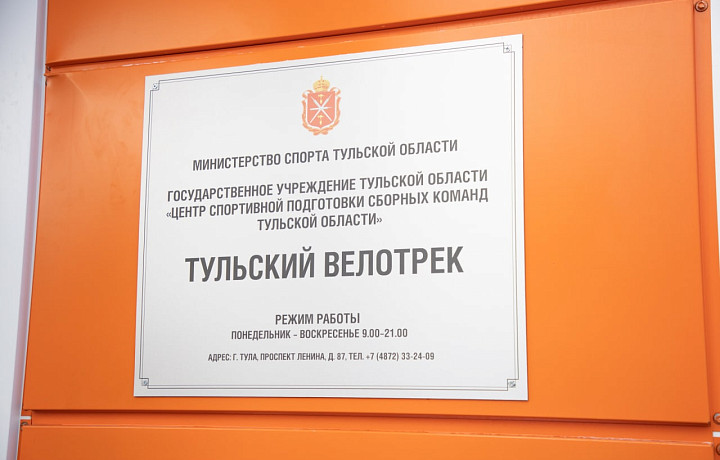 МИНИСТЕРСТВО СПОРТА ТУЛЬСКОЙ ОБЛАСТИ
ГОСУДАРСТВЕННОЕ УЧРЕЖДЕНИЕ ТУЛЬСКОЙ ОБЛАСТИ
«ЦЕНТР СПОРТИВНОЙ ПОДГОТОВКИ СБОРНЫХ КОМАНД
ТУЛЬСКОЙ ОБЛАСТИ»
ТУЛЬСКИЙ ВЕЛОТРЕК
РЕЖИМ РАБОТЫ
ПОНЕДЕЛЬНИК - ВОСКРЕСЕНЬЕ 9.00-21.00
АДРЕС: Г. ТУЛА, ПРОСПЕКТ ЛЕНИНА, Д. 87, ТЕЛ. +7 (4872) 33-24-09